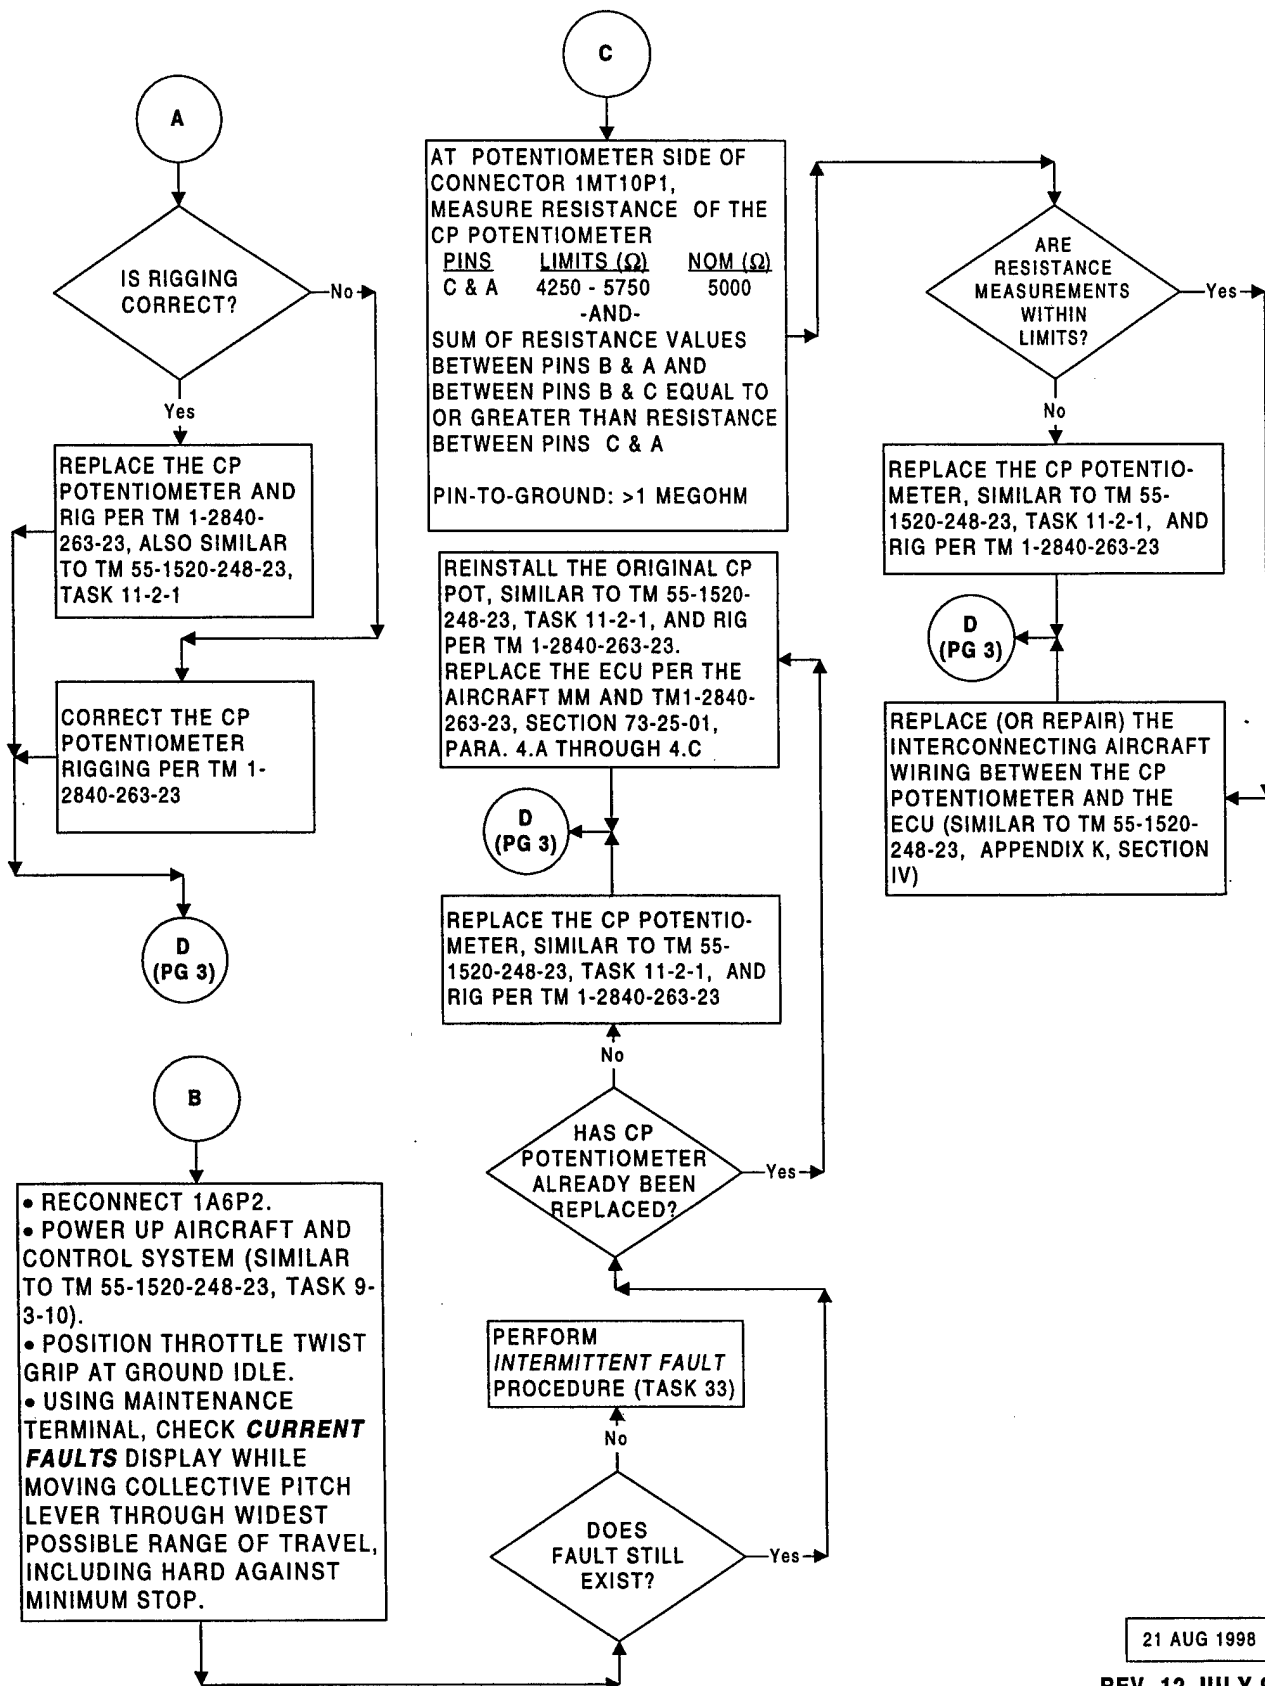 A
IS RIGGING
CORRECT?
No
Yes
REPLACE THE CP
POTENTIOMETER AND
RIG PER TM 1-2840-
263-23, ALSO SIMILAR
TO TM 55-1520-248-23,
TASK 11-2-1
CORRECT THE CP
POTENTIOMETER
RIGGING PER TM 1-
2840-263-23
D
(PG 3)
B
• RECONNECT 1A6P2.
• POWER UP AIRCRAFT AND
CONTROL SYSTEM (SIMILAR
TO TM 55-1520-248-23, TASK 9-
3-10).
• POSITION THROTTLE TWIST
GRIP AT GROUND IDLE.
• USING MAINTENANCE
TERMINAL, CHECK CURRENT
FAULTS DISPLAY WHILE
MOVING COLLECTIVE PITCH
LEVER THROUGH WIDEST
POSSIBLE RANGE OF TRAVEL,
INCLUDING HARD AGAINST
MINIMUM STOP.
C
AT POTENTIOMETER SIDE OF
CONNECTOR 1MT10P1,
MEASURE RESISTANCE OF THE
CP POTENTIOMETER
PINS LIMITS (Ω) NOM (Ω)
C & A 4250 - 5750 5000
-AND-
SUM OF RESISTANCE VALUES
BETWEEN PINS B & A AND
BETWEEN PINS B & C EQUAL TO
OR GREATER THAN RESISTANCE
BETWEEN PINS C & A
PIN-TO-GROUND: >1 MEGOHM
REINSTALL THE ORIGINAL CP
POT, SIMILAR TO TM 55-1520-
248-23, TASK 11-2-1, AND RIG
PER TM 1-2840-263-23.
REPLACE THE ECU PER THE
AIRCRAFT MM AND TM1-2840-
263-23, SECTION 73-25-01,
PARA. 4.A THROUGH 4.C
D
(PG 3)
REPLACE THE CP POTENTIO-
METER, SIMILAR TO TM 55-
1520-248-23, TASK 11-2-1, AND
RIG PER TM 1-2840-263-23
No
HAS CP
POTENTIOMETER
ALREADY BEEN
REPLACED?
Yes
PERFORM
INTERMITTENT FAULT
PROCEDURE (TASK 33)
No
DOES
FAULT STILL
EXIST?
Yes
ARE
RESISTANCE
MEASUREMENTS
WITHIN
LIMITS?
Yes
No
REPLACE THE CP POTENTIO-
METER, SIMILAR TO TM 55-
1520-248-23, TASK 11-2-1, AND
RIG PER TM 1-2840-263-23
D
(PG 3)
REPLACE (OR REPAIR) THE
INTERCONNECTING AIRCRAFT
WIRING BETWEEN THE CP
POTENTIOMETER AND THE
ECU (SIMILAR TO TM 55-1520-
248-23, APPENDIX K, SECTION
IV)
21 AUG 1998
REV. 12 JULY